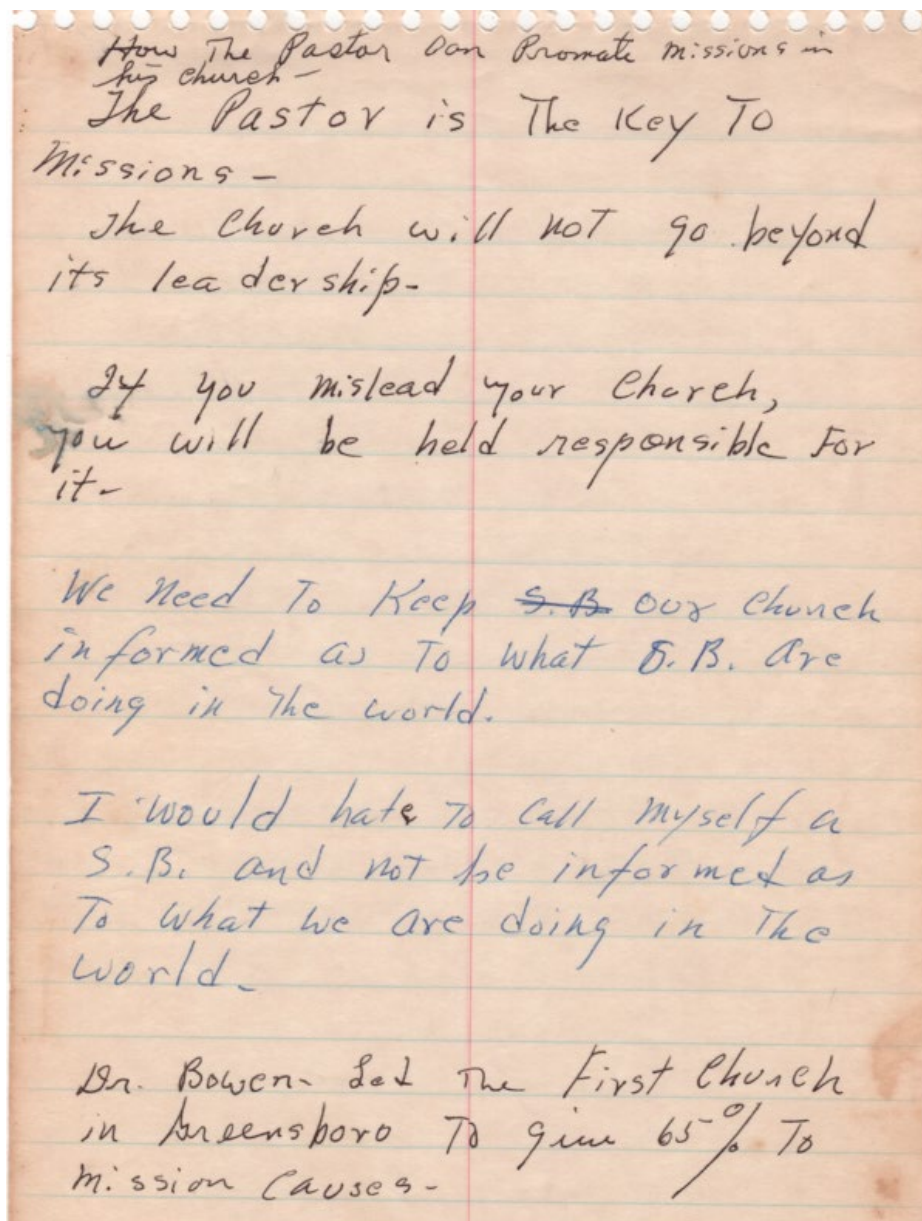 How The Pastor Can Promote missions in
his church-
The Pastor is The Key To
Missions-
The Church will not go beyond
its leadership-
If you mislead your Church,
you will be held responsible For
it-
We Need To Keep S.B. our church
informed as To what S.B. are
doing in The world.
I would hate To Call myself a
S.B. and not be informed as
To what we are doing in The
world-
Dr. Bowen- Led The First Church
in Greensboro To give 65% To
Mission Causes-